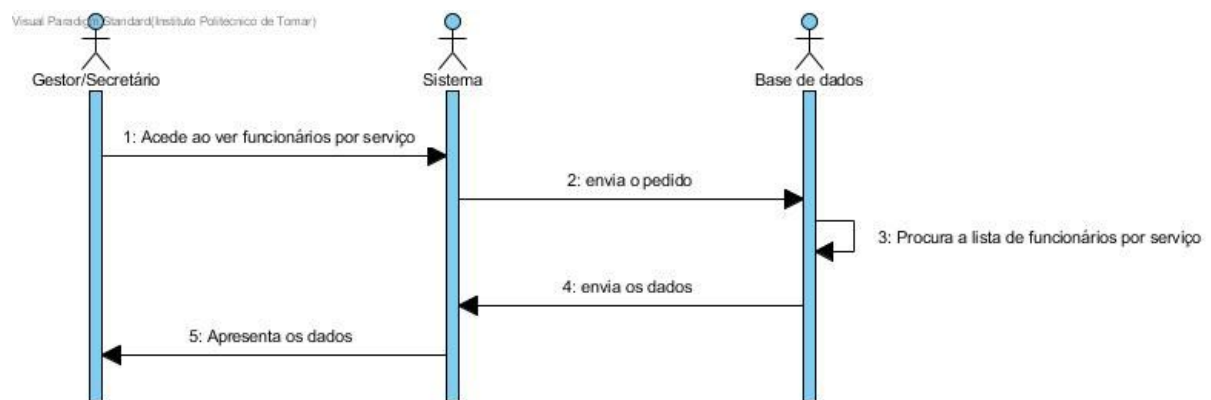 Visual Paradigm Standard(Instituto Politecnico de Tomar)
Gestor/Secretário
Sistema
Base de dados
1: Acede ao ver funcionários por serviço
2: envia o pedido
3: Procura a lista de funcionários por serviço
4: envia os dados
5: Apresenta os dados